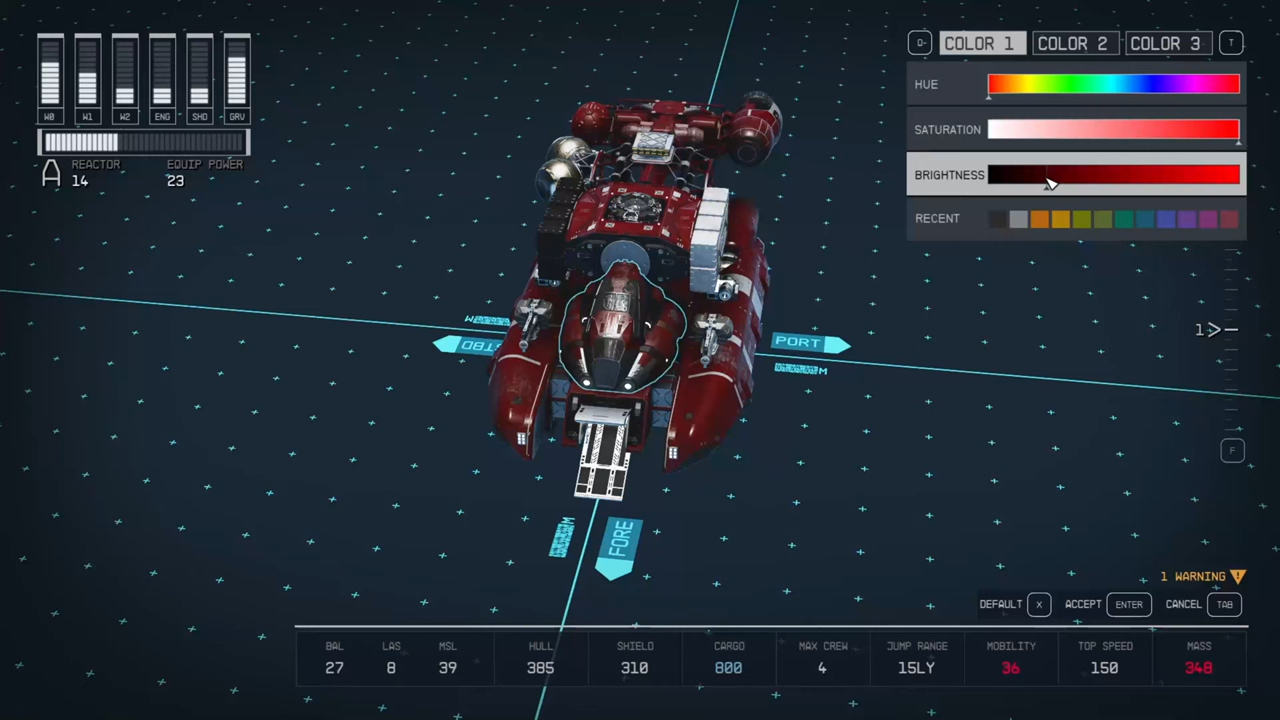 W0 W1 W2 ENG SHD GRV
A REACTOR EQUIP POWER
14 23
COLOR 1 COLOR 2 COLOR 3 T
HUE
SATURATION
BRIGHTNESS
RECENT
1
F
STBD
M
PORT
M
M
FORE
1 WARNING !
DEFAULT X ACCEPT ENTER CANCEL TAB
BAL LAS MSL HULL SHIELD CARGO MAX CREW JUMP RANGE MOBILITY TOP SPEED MASS
27 8 39 385 310 800 4 15LY 36 150 348